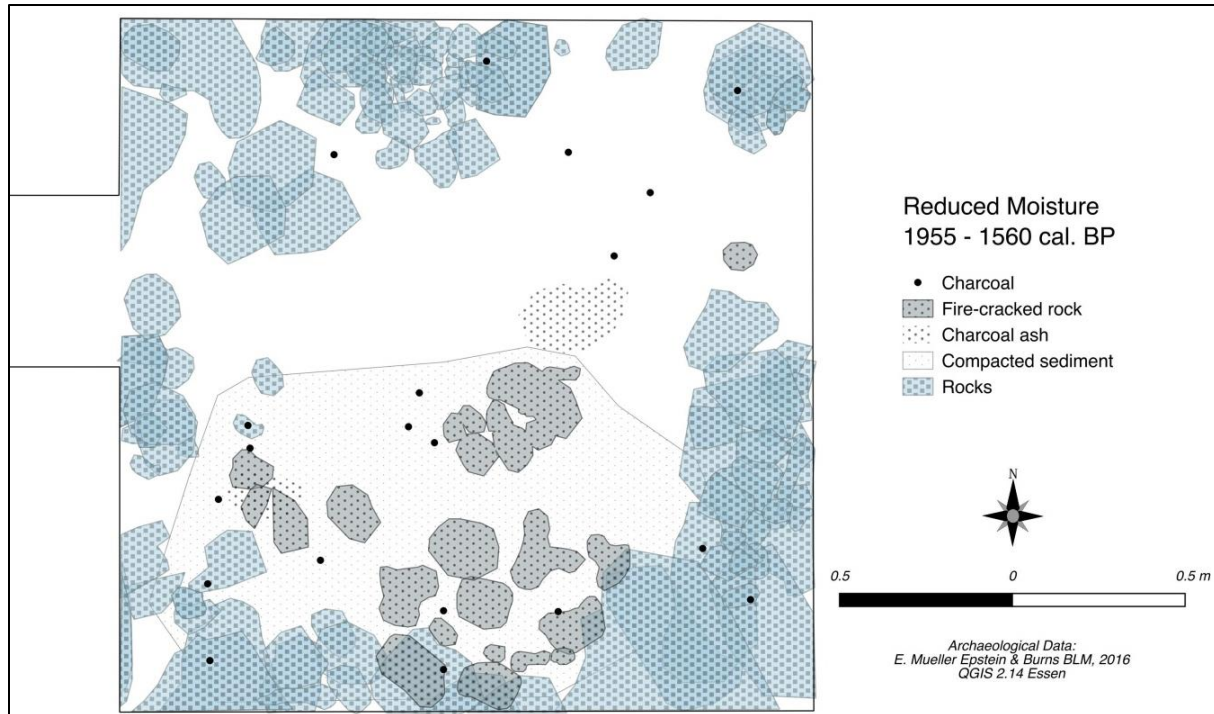 Reduced Moisture
1955 - 1560 cal. BP
Charcoal
Fire-cracked rock
Charcoal ash
Compacted sediment
Rocks
N
0.5 0 0.5 m
Archaeological Data:
E. Mueller Epstein & Burns BLM, 2016
QGIS 2.14 Essen